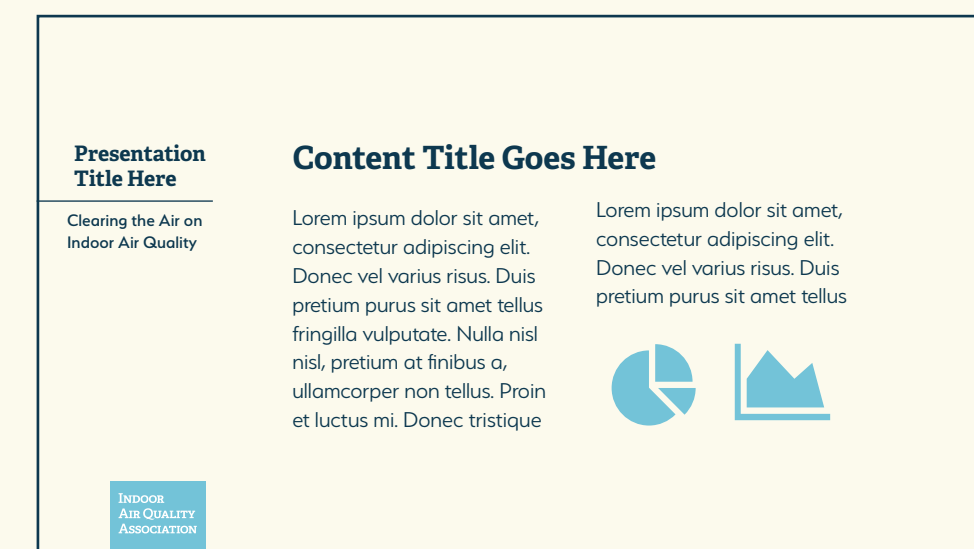 Presentation
Title Here
Clearing the Air on
Indoor Air Quality
Content Title Goes Here
Lorem ipsum dolor sit amet,
consectetur adipiscing elit.
Donec vel varius risus. Duis
pretium purus sit amet tellus
fringilla vulputate. Nulla nisl
nisl, pretium at finibus a,
ullamcorper non tellus. Proin
et luctus mi. Donec tristique
Lorem ipsum dolor sit amet,
consectetur adipiscing elit.
Donec vel varius risus. Duis
pretium purus sit amet tellus
Indoor
Air Quality
Association